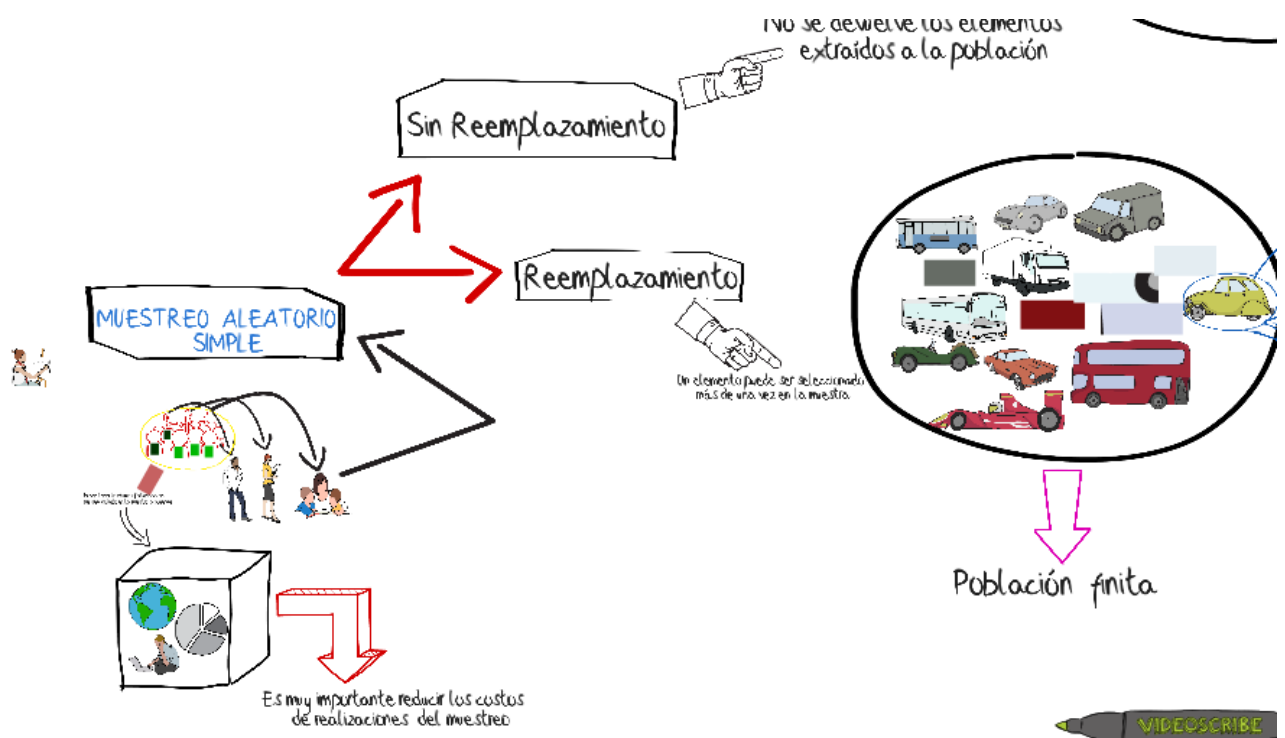 No se devuelve los elementos
extraídos a la población
Sin Reemplazamiento
Reemplazamiento
MUESTREO ALEATORIO
SIMPLE
Un elemento puede ser seleccionado
más de una vez en la muestra
Población finita
Es muy importante reducir los costos
de realizaciones del muestreo
VIDEOSCRIBE